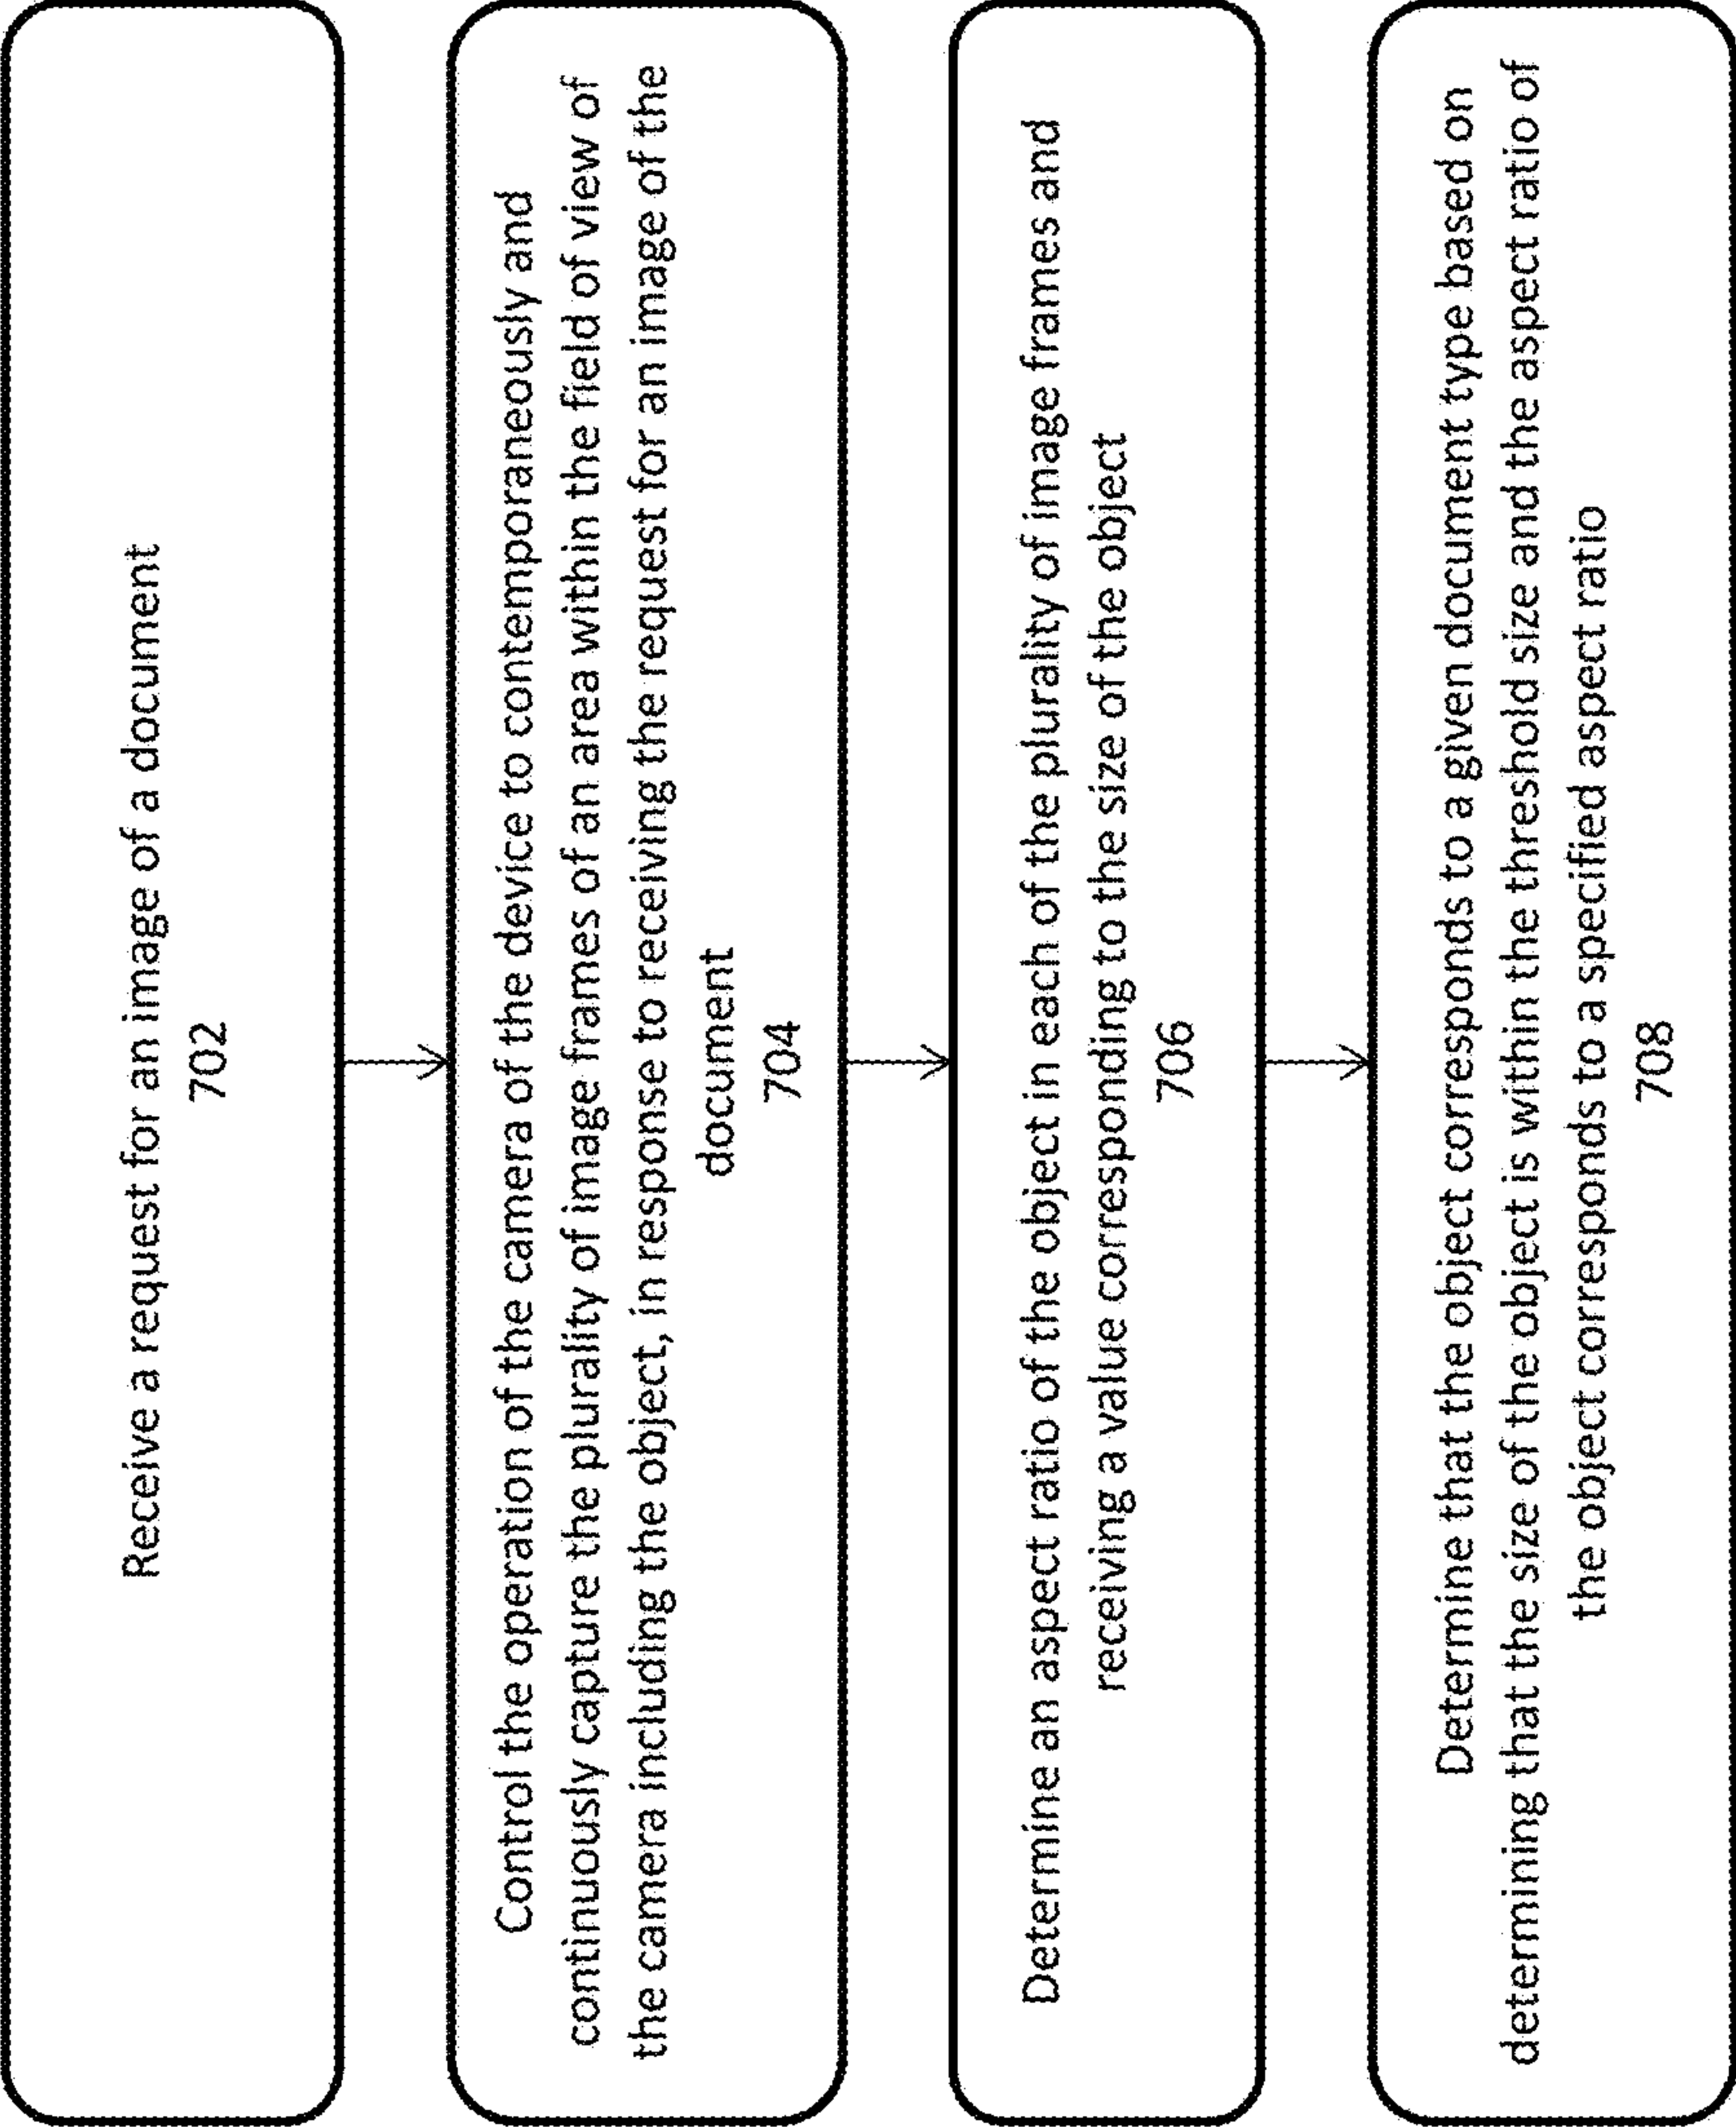 Receive a request for an image of a document
702
Control the operation of the camera of the device to contemporaneously and
continuously capture the plurality of image frames of an area within the field of view of
the camera including the object, in response to receiving the request for an image of the
document
704
Determine an aspect ratio of the object in each of the plurality of image frames and
receiving a value corresponding to the size of the object
706
Determine that the object corresponds to a given document type based on
determining that the size of the object is within the threshold size and the aspect ratio of
the object corresponds to a specified aspect ratio
708